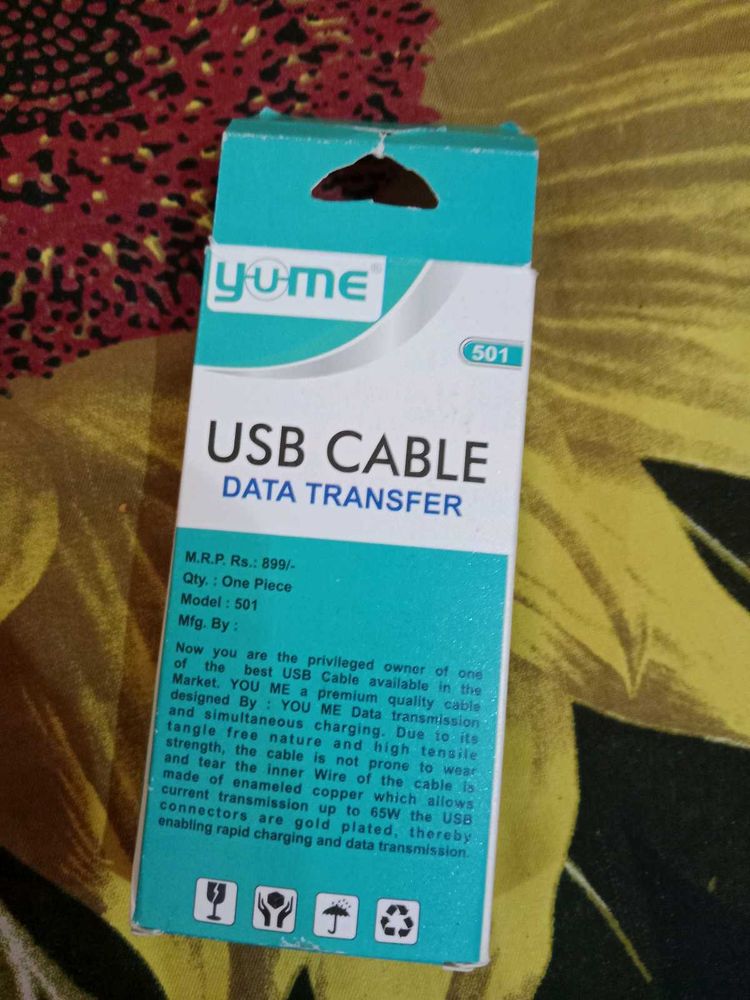 YOUME®
501
USB CABLE
DATA TRANSFER
M.R.P. Rs.: 899/-
Qty. : One Piece
Model : 501
Mfg. By :
Now you are the privileged owner of one
of the best USB Cable available in the
Market. YOU ME a premium quality cable
designed By : YOU ME Data transmission
and simultaneous charging. Due to its
tangle free nature and high tensile
strength, the cable is not prone to wear
and tear the inner Wire of the cable is
made of enameled copper which allows
current transmission up to 65W the USB
connectors are gold plated, thereby
enabling rapid charging and data transmission.